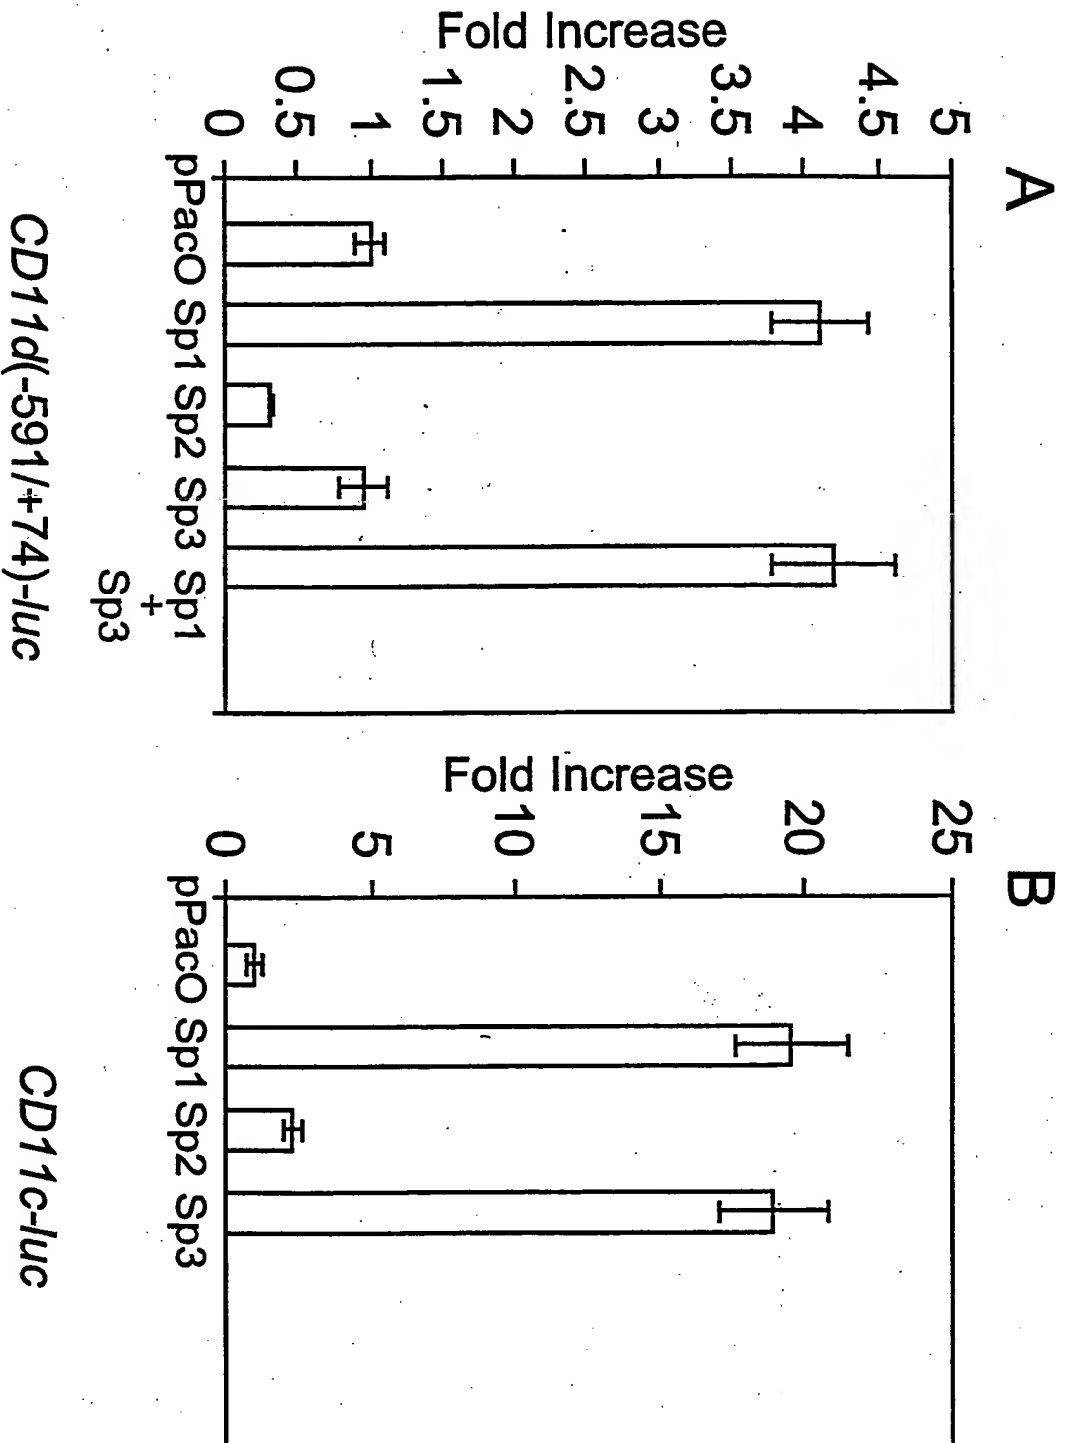 A
Fold Increase
5
4.5
4
3.5
3
2.5
2
1.5
1
0.5
0
pPacO Sp1 Sp2 Sp3 Sp1
+
Sp3
CD11d(-591/+74)-luc
B
Fold Increase
25
20
15
10
5
0
pPacO Sp1 Sp2 Sp3
CD11c-luc